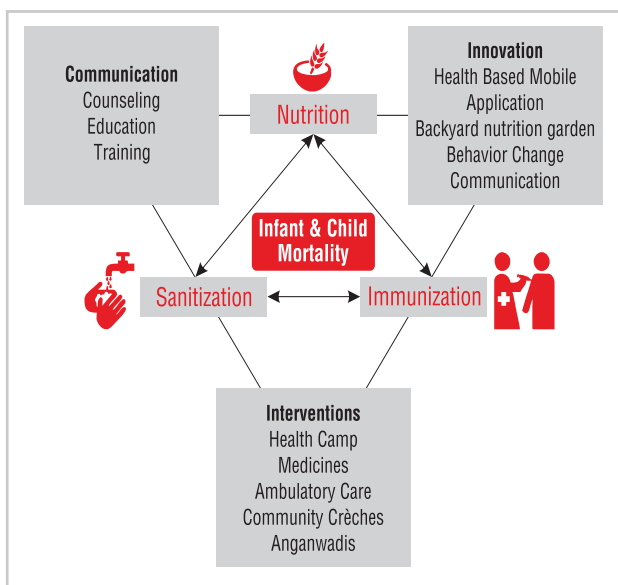 Communication
Counseling
Education
Training
Nutrition
Innovation
Health Based Mobile
Application
Backyard nutrition garden
Behavior Change
Communication
Infant & Child
Mortality
Sanitization
Immunization
Interventions
Health Camp
Medicines
Ambulatory Care
Community Crèches
Anganwadis